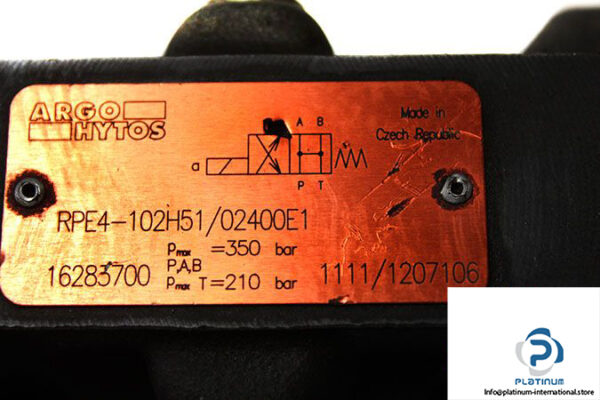 ARGO
HYTOS
Made in
Czech Republic
A B
a
P T
RPE4-102H51/02400E1
pmax =350 bar
P,A,B
16283700
pmax T=210 bar
1111/1207106
P
PLATINUM
Info@platinum-international.store